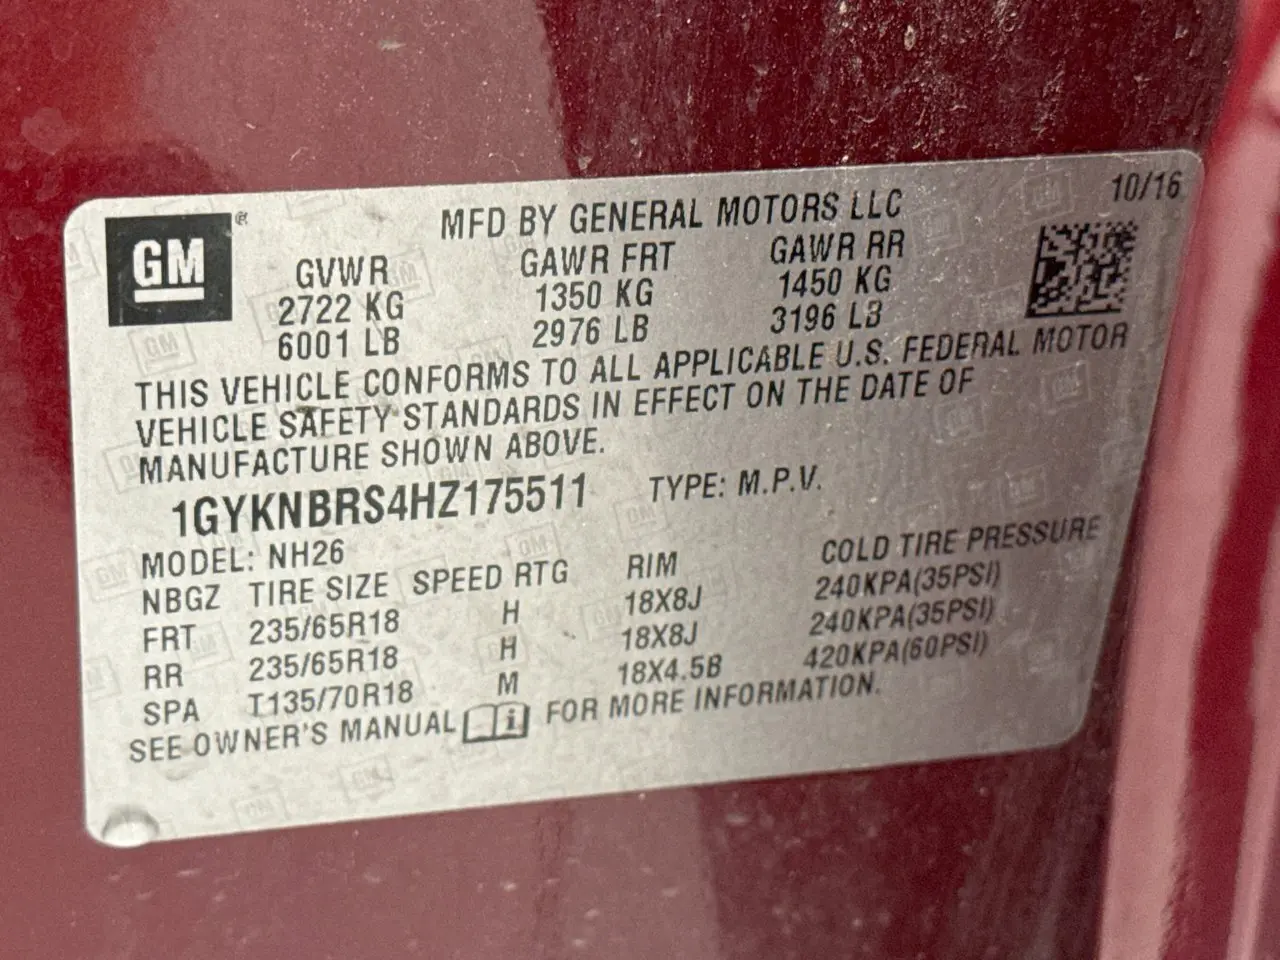 GM ®
MFD BY GENERAL MOTORS LLC 10/16
GVWR GAWR FRT GAWR RR
2722 KG 1350 KG 1450 KG
6001 LB 2976 LB 3196 LB
THIS VEHICLE CONFORMS TO ALL APPLICABLE U.S. FEDERAL MOTOR
VEHICLE SAFETY STANDARDS IN EFFECT ON THE DATE OF
MANUFACTURE SHOWN ABOVE.
1GYKNBRS4HZ175511 TYPE: M.P.V.
MODEL: NH26
NBGZ TIRE SIZE SPEED RTG RIM COLD TIRE PRESSURE
FRT 235/65R18 H 18X8J 240KPA(35PSI)
RR 235/65R18 H 18X8J 240KPA(35PSI)
SPA T135/70R18 M 18X4.5B 420KPA(60PSI)
SEE OWNER'S MANUAL i FOR MORE INFORMATION.